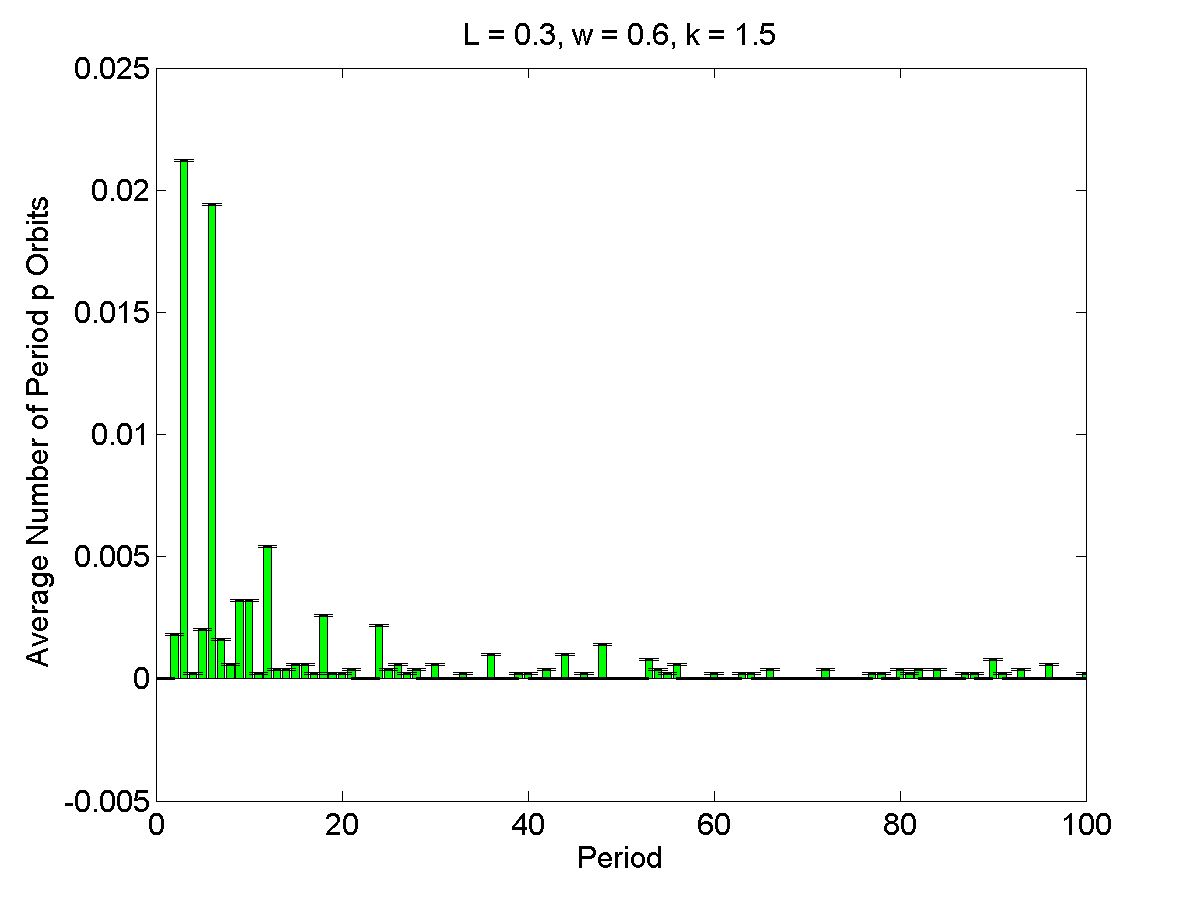 L = 0.3, w = 0.6, k = 1.5
0.025
0.02
0.015
0.01
0.005
0
-0.005
Average Number of Period p Orbits
0 20 40 60 80 100
Period